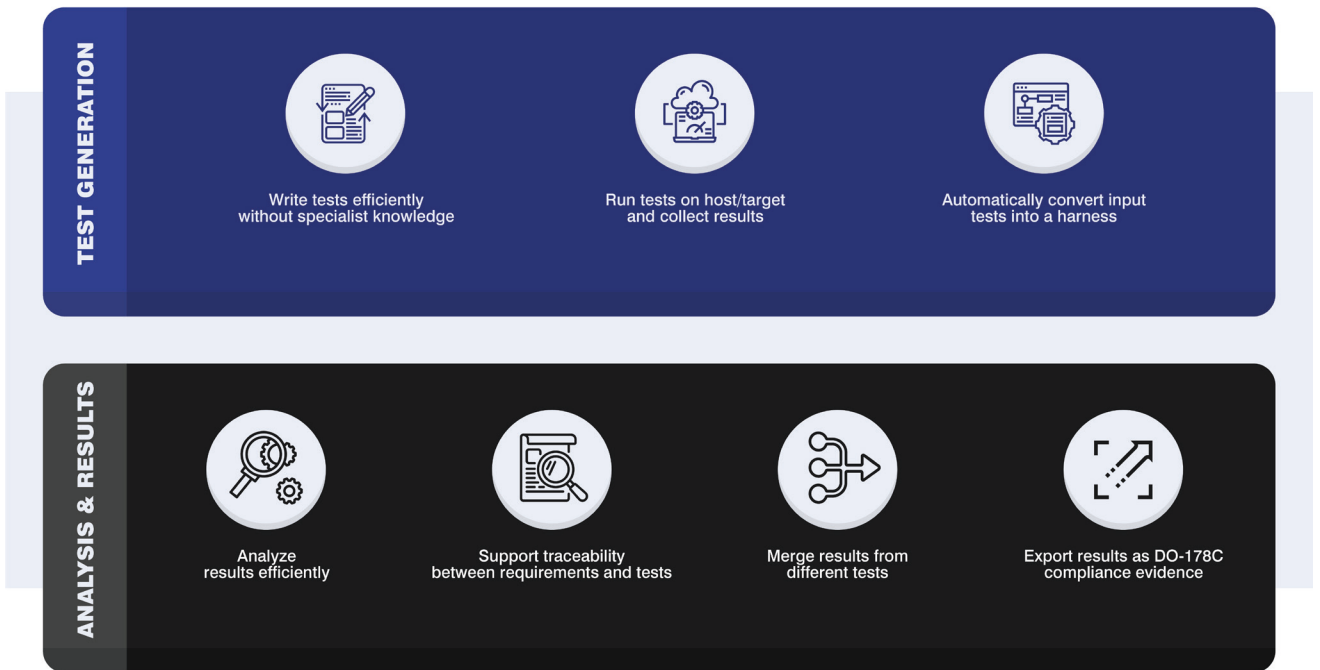 TEST GENERATION
Write tests efficiently
without specialist knowledge
Run tests on host/target
and collect results
Automatically convert input
tests into a harness
ANALYSIS & RESULTS
Analyze
results efficiently
Support traceability
between requirements and tests
Merge results from
different tests
Export results as DO-178C
compliance evidence